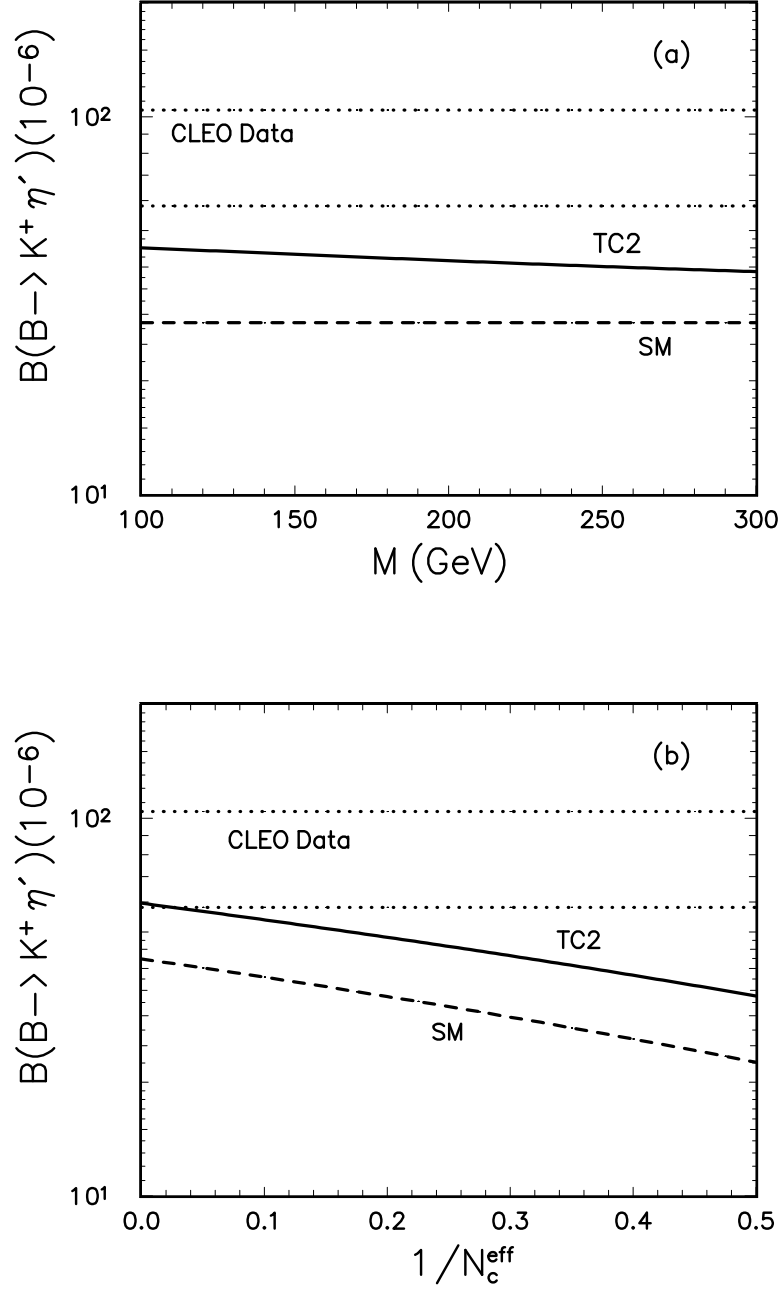 (a)
B(B−> K⁺ η′)(10⁻⁶)
10²
CLEO Data
TC2
SM
10¹
100 150 200 250 300
M (GeV)
(b)
B(B−> K⁺ η′)(10⁻⁶)
10²
CLEO Data
TC2
SM
10¹
0.0 0.1 0.2 0.3 0.4 0.5
1/N_c^eff